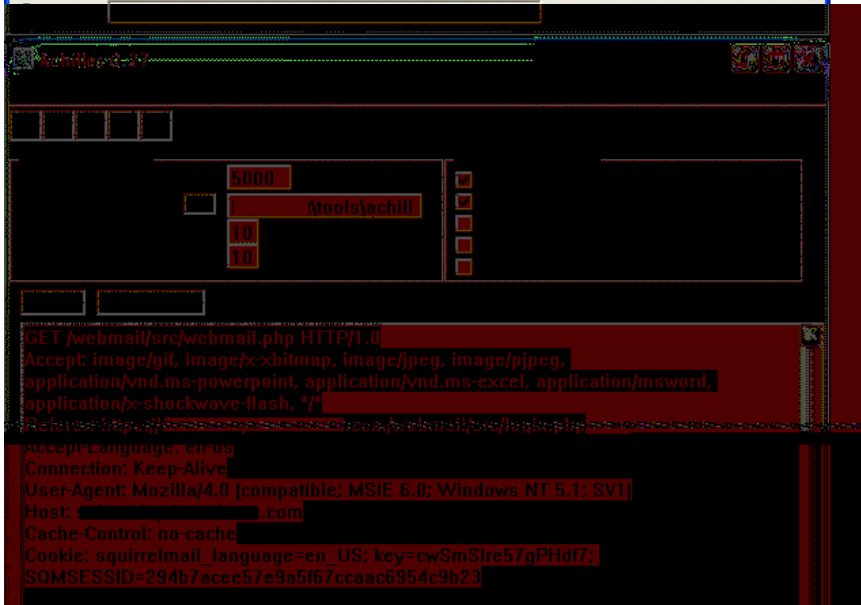 Achilles 0.27
5000
\tools\achill
10
10
GET /webmail/src/webmail.php HTTP/1.0
Accept: image/gif, image/x-xbitmap, image/jpeg, image/pjpeg,
application/vnd.ms-powerpoint, application/vnd.ms-excel, application/msword,
application/x-shockwave-flash, */*
Accept-Language: en-us
Connection: Keep-Alive
User-Agent: Mozilla/4.0 (compatible; MSIE 6.0; Windows NT 5.1; SV1)
Host: s .com
Cache-Control: no-cache
Cookie: squirrelmail_language=en_US; key=cwSmSIre57gPHdf7;
SQMSESSID=294b7acee57e9a5f67ccaac6954c9b23